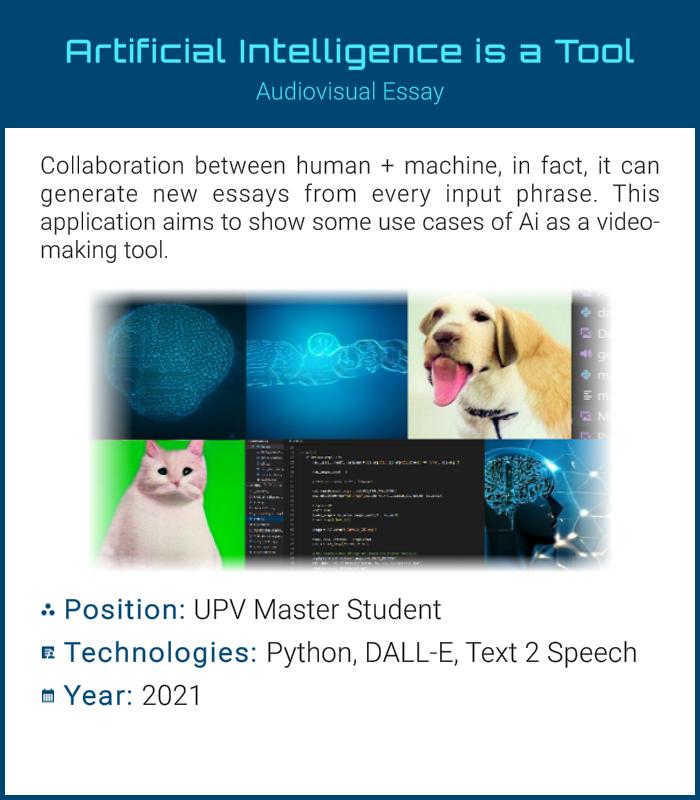 Artificial Intelligence is a Tool
Audiovisual Essay
Collaboration between human + machine, in fact, it can
generate new essays from every input phrase. This
application aims to show some use cases of Ai as a video-
making tool.
Position: UPV Master Student
Technologies: Python, DALL-E, Text 2 Speech
Year: 2021